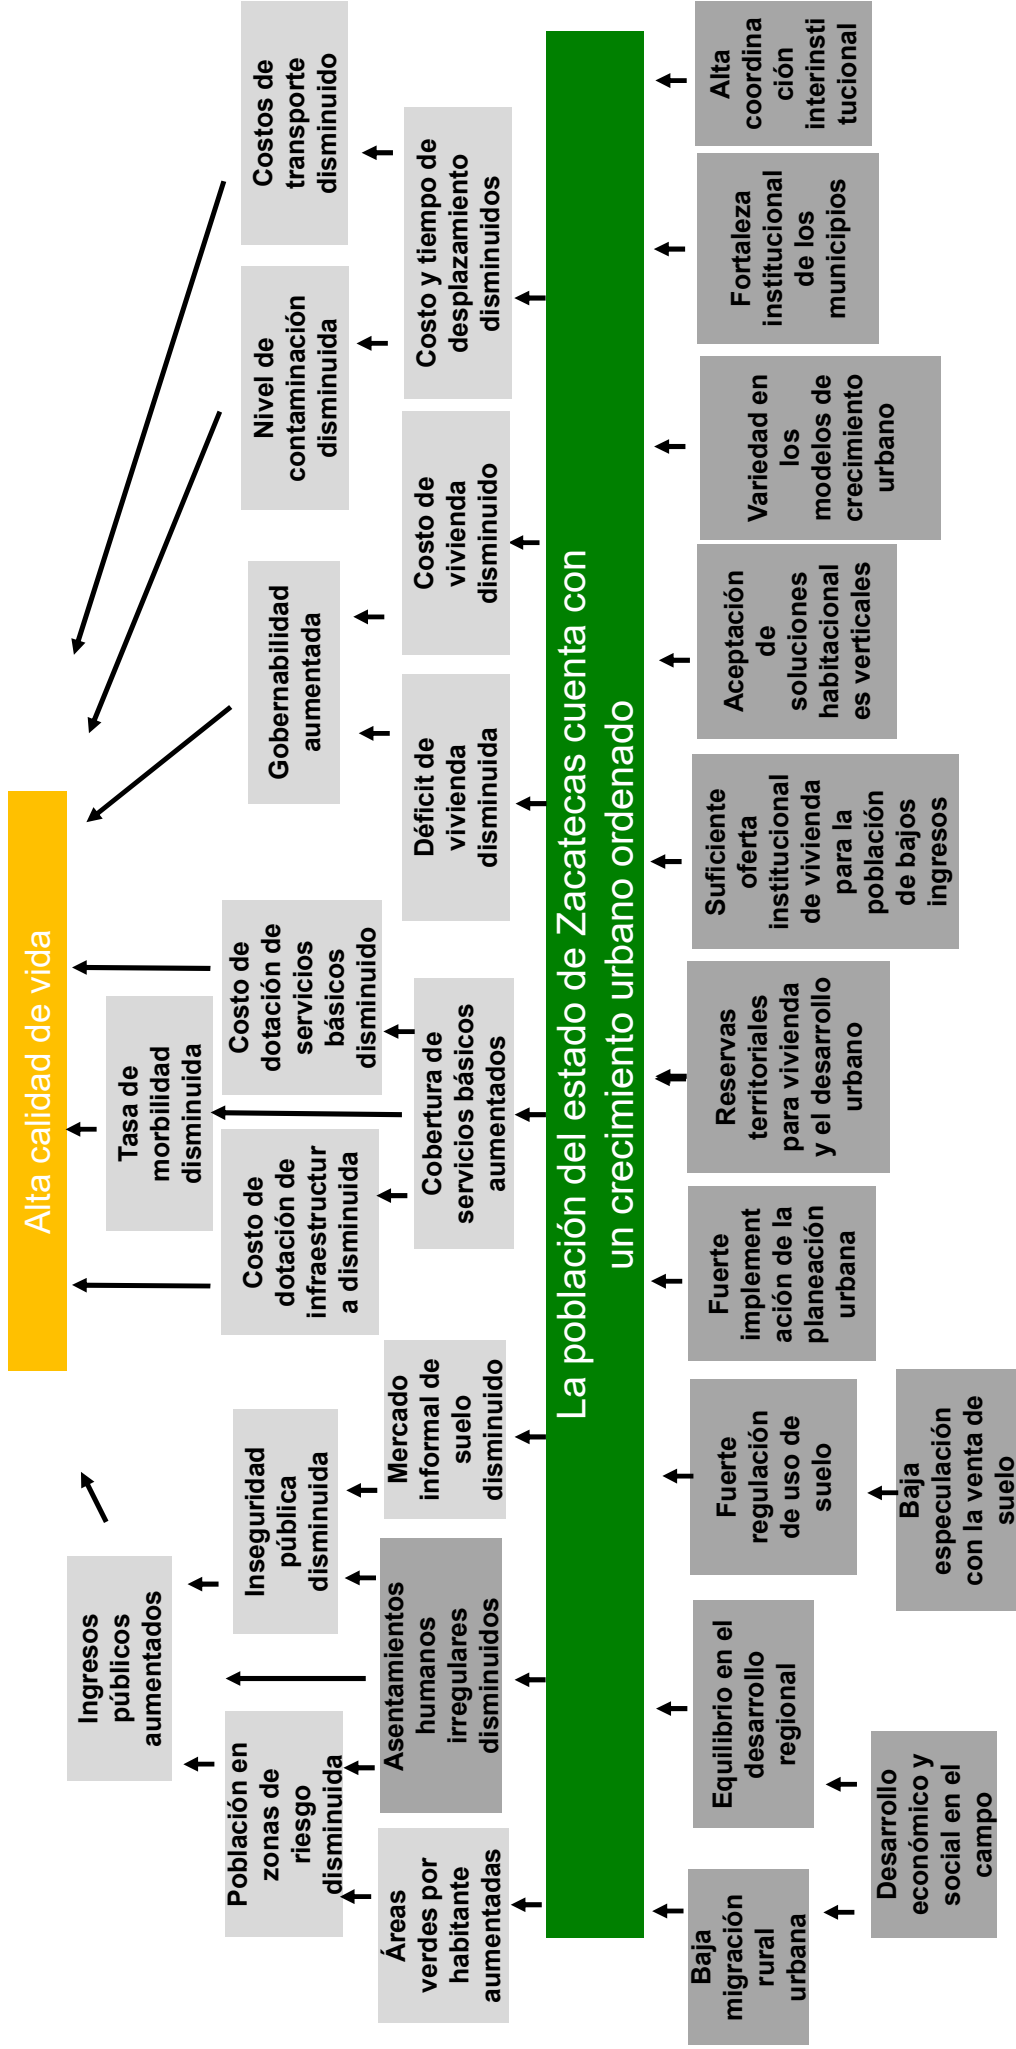 Alta calidad de vida
Ingresos
públicos
aumentados
Tasa de
morbilidad
disminuida
Población en
zonas de
riesgo
disminuida
Inseguridad
pública
disminuida
Costo de
dotación de
infraestructur
a disminuida
Costo de
dotación de
servicios
básicos
disminuido
Gobernabilidad
aumentada
Nivel de
contaminación
disminuida
Costos de
transporte
disminuido
Áreas
verdes por
habitante
aumentadas
Asentamientos
humanos
irregulares
disminuidos
Mercado
informal de
suelo
disminuido
Cobertura de
servicios básicos
aumentados
Déficit de
vivienda
disminuida
Costo de
vivienda
disminuido
Costo y tiempo de
desplazamiento
disminuidos
La población del estado de Zacatecas cuenta con
un crecimiento urbano ordenado
Baja
migración
rural
urbana
Equilibrio en el
desarrollo
regional
Fuerte
regulación
de uso de
suelo
Fuerte
implement
ación de la
planeación
urbana
Reservas
territoriales
para vivienda
y el desarrollo
urbano
Suficiente
oferta
institucional
de vivienda
para la
población
de bajos
ingresos
Aceptación
de
soluciones
habitacional
es verticales
Variedad en
los
modelos de
crecimiento
urbano
Fortaleza
institucional
de los
municipios
Alta
coordina
ción
interinsti
tucional
Desarrollo
económico y
social en el
campo
Baja
especulación
con la venta de
suelo